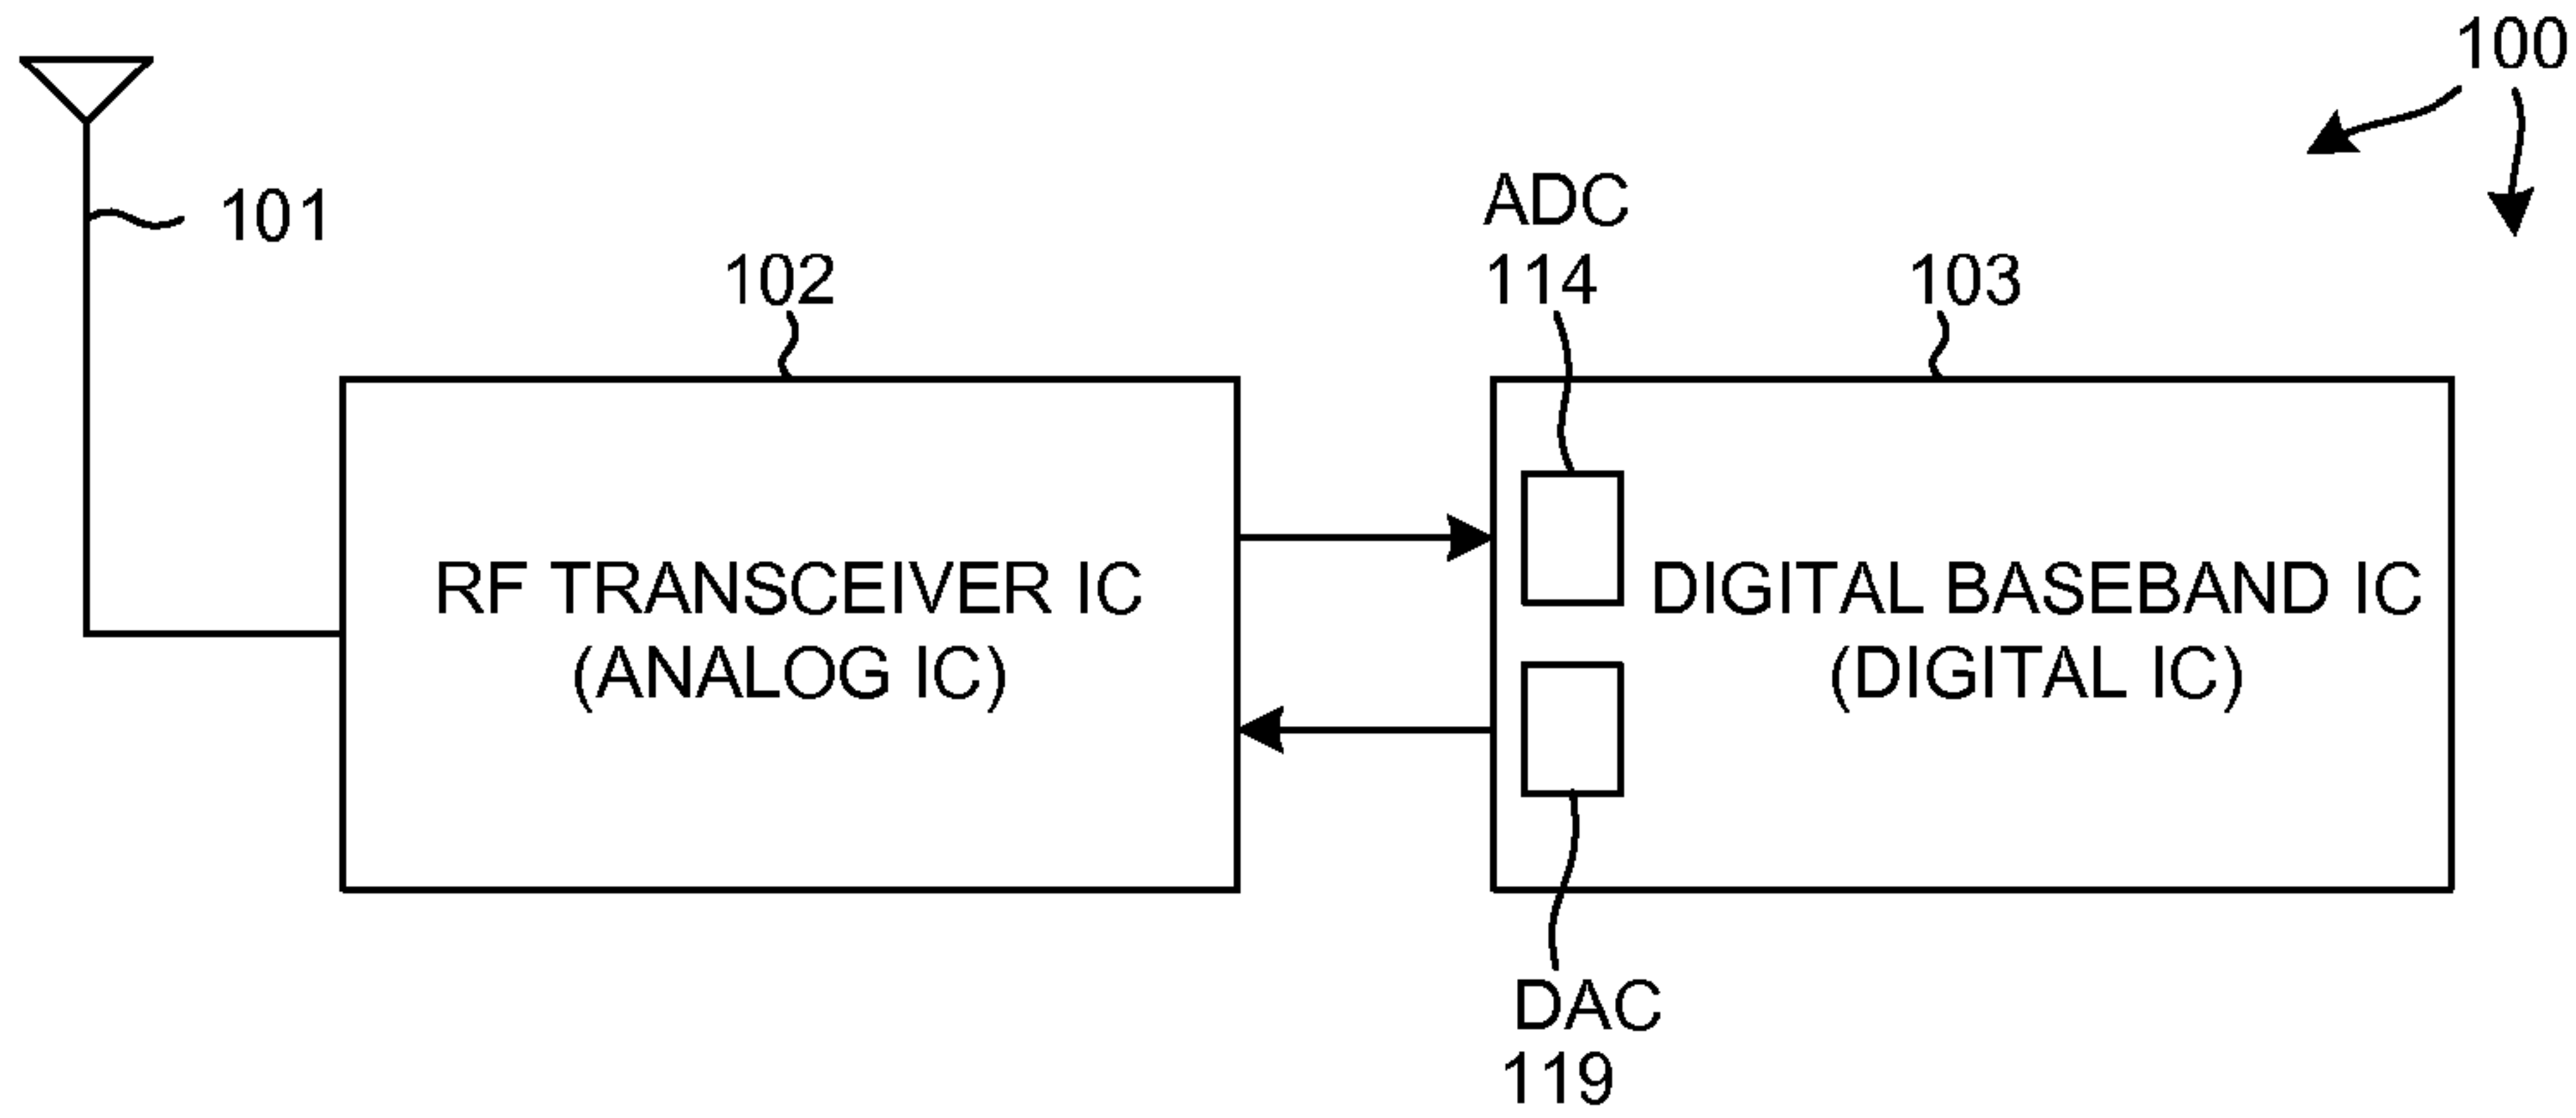 100
101
ADC
114
102
103
RF TRANSCEIVER IC
(ANALOG IC)
DIGITAL BASEBAND IC
(DIGITAL IC)
DAC
119